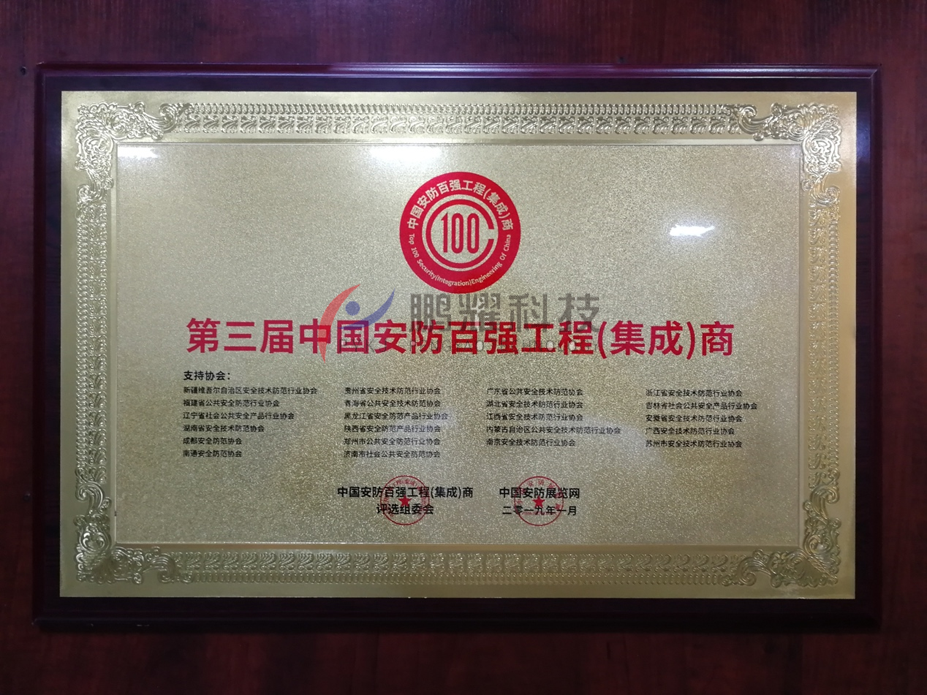 中国安防百强工程(集成)商
100
Top 100 Security(Integration)Engineering Of China
鹏耀科技
第三届中国安防百强工程(集成)商
支持协会：
新疆维吾尔自治区安全技术防范行业协会 贵州省安全技术防范行业协会 广东省公共安全技术防范协会 浙江省安全技术防范行业协会
福建省公共安全防范行业协会 青海省公共安全技术防范协会 湖北省安全技术防范行业协会 吉林省社会公共安全产品行业协会
辽宁省社会公共安全产品行业协会 黑龙江省安全防范产品行业协会 江西省安全技术防范行业协会 安徽省安全技术防范行业协会
湖南省安全技术防范协会 陕西省安全防范产品行业协会 内蒙古自治区公共安全技术防范行业协会 广西安全技术防范行业协会
成都安全防范协会 郑州市公共安全防范行业协会 南京安全技术防范行业协会 苏州市安全技术防范行业协会
南通安全防范协会 济南市社会公共安全防范协会
中国安防百强工程(集成)商 中国安防展览网
评选组委会 二零一九年一月